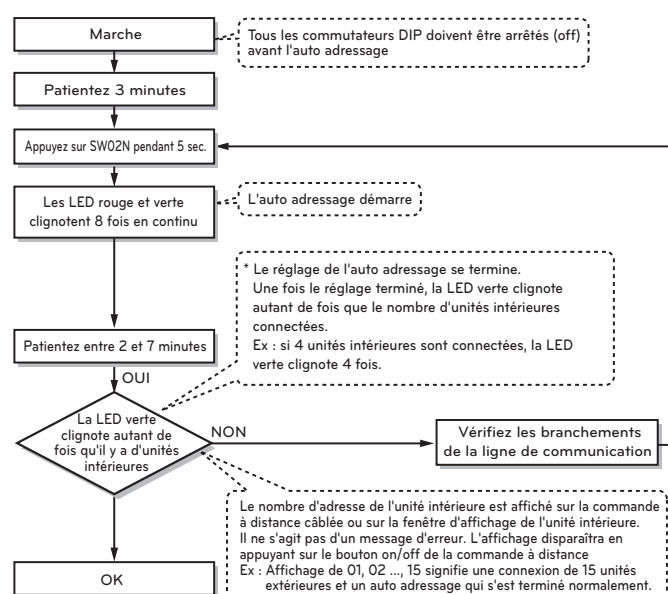 Marche
Tous les commutateurs DIP doivent être arrêtés (off)
avant l'auto adressage
Patientez 3 minutes
Appuyez sur SW02N pendant 5 sec.
Les LED rouge et verte
clignotent 8 fois en continu
L'auto adressage démarre
* Le réglage de l'auto adressage se termine.
Une fois le réglage terminé, la LED verte clignote
autant de fois que le nombre d'unités intérieures
connectées.
Ex : si 4 unités intérieures sont connectées, la LED
verte clignote 4 fois.
Patientez entre 2 et 7 minutes
OUI
La LED verte
clignote autant de
fois qu'il y a d'unités
intérieures
NON
Vérifiez les branchements
de la ligne de communication
Le nombre d'adresse de l'unité intérieure est affiché sur la commande
à distance câblée ou sur la fenêtre d'affichage de l'unité intérieure.
Il ne s'agit pas d'un message d'erreur. L'affichage disparaîtra en
appuyant sur le bouton on/off de la commande à distance
Ex : Affichage de 01, 02 ..., 15 signifie une connexion de 15 unités
extérieures et un auto adressage qui s'est terminé normalement.
OK